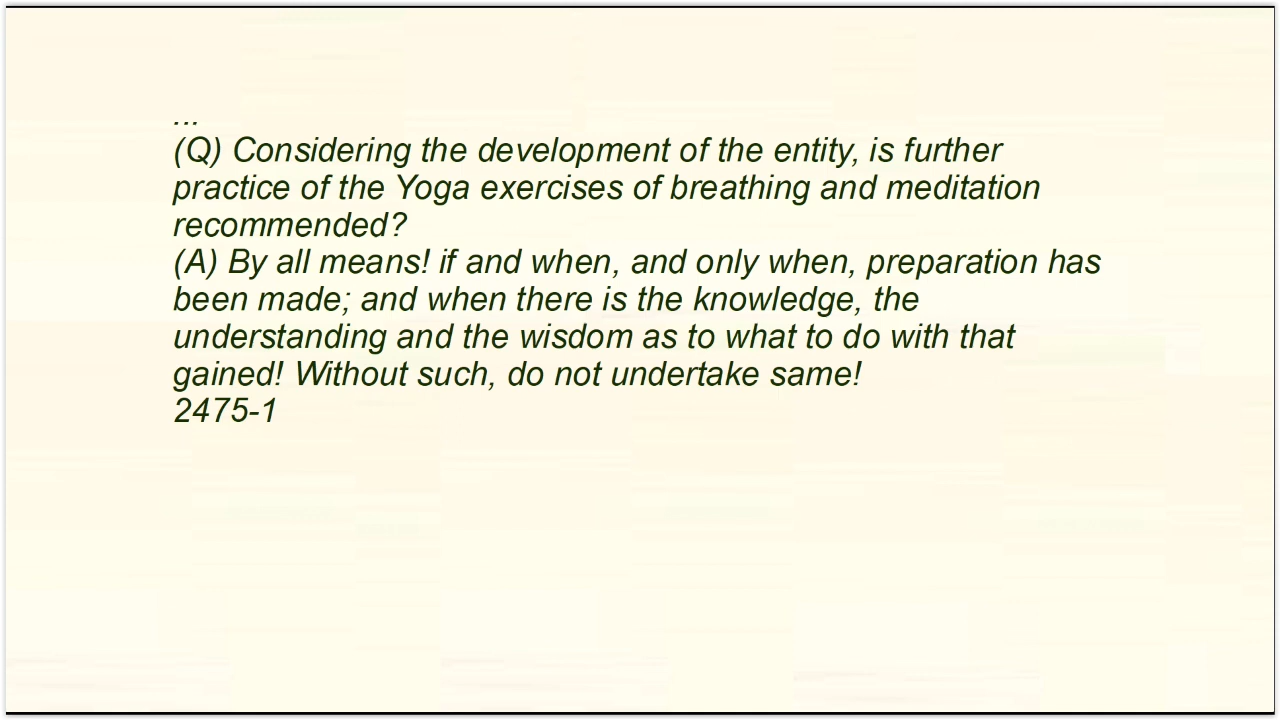 ...
(Q) Considering the development of the entity, is further
practice of the Yoga exercises of breathing and meditation
recommended?
(A) By all means! if and when, and only when, preparation has
been made; and when there is the knowledge, the
understanding and the wisdom as to what to do with that
gained! Without such, do not undertake same!
2475-1